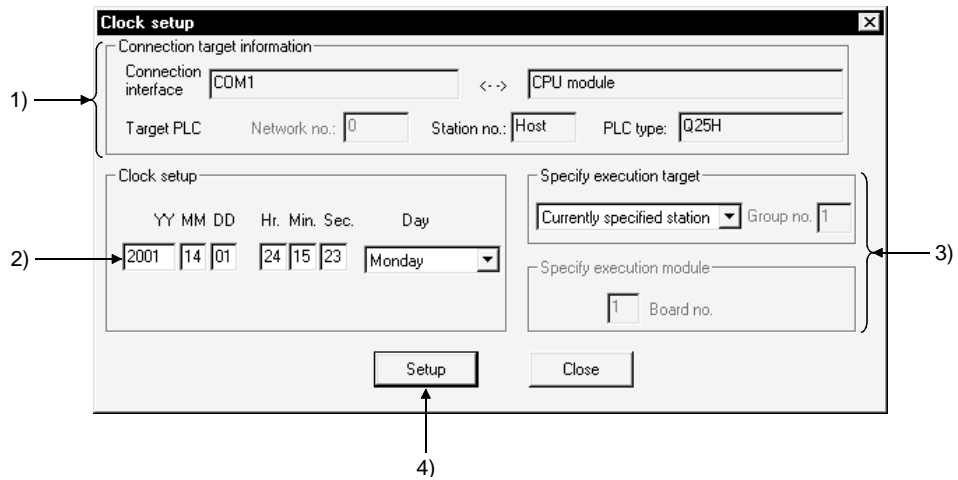 Clock setup
Connection target information
Connection interface COM1 <--> CPU module
Target PLC Network no.: 0 Station no.: Host PLC type: Q25H
1)
Clock setup
YY MM DD Hr. Min. Sec. Day
2001 14 01 24 15 23 Monday
2)
Specify execution target
Currently specified station Group no. 1
3)
Specify execution module
1 Board no.
Setup Close
4)